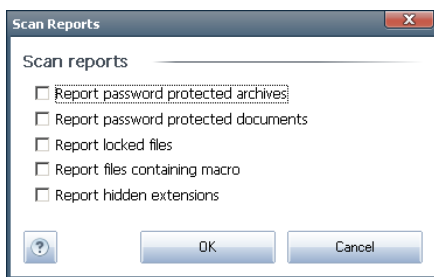 Scan Reports
Scan reports
Report password protected archives
Report password protected documents
Report locked files
Report files containing macro
Report hidden extensions
?
OK
Cancel